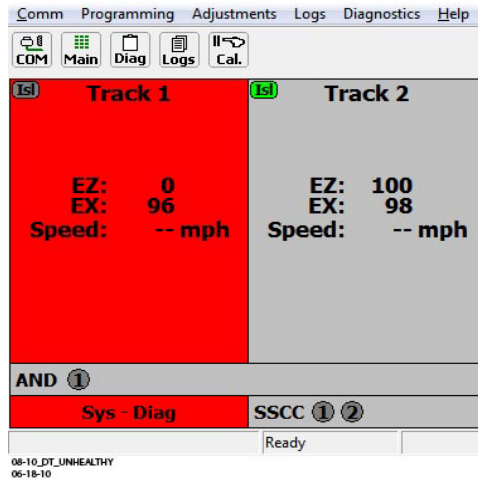 Comm Programming Adjustments Logs Diagnostics Help
COM Main Diag Logs Cal.
Isl Track 1 Isl Track 2
EZ: 0 EZ: 100
EX: 96 EX: 98
Speed: -- mph Speed: -- mph
AND 1
Sys - Diag SSCC 1 2
Ready
08-10_DT_UNHEALTHY
06-18-10